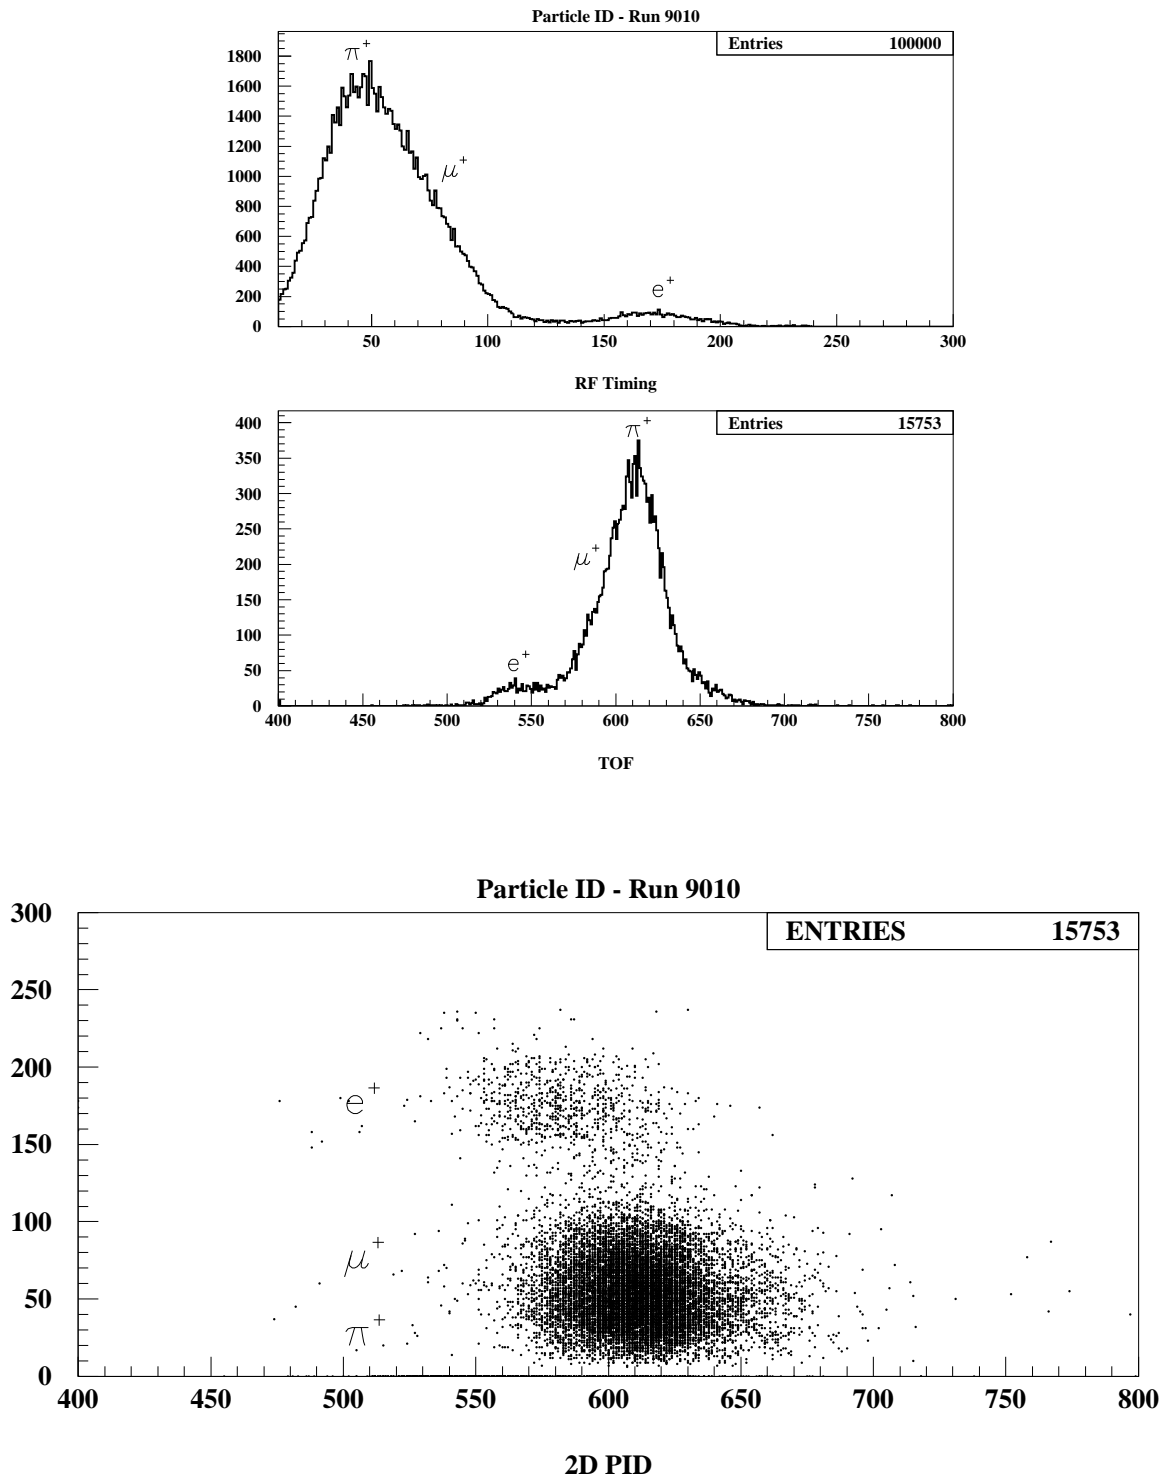 Particle ID - Run 9010
Entries 100000
π+
μ+
e+
1800
1600
1400
1200
1000
800
600
400
200
0
50 100 150 200 250 300
RF Timing
Entries 15753
π+
μ+
e+
400
350
300
250
200
150
100
50
0
400 450 500 550 600 650 700 750 800
TOF
Particle ID - Run 9010
ENTRIES 15753
300
250
200
150
100
50
0
e+
μ+
π+
400 450 500 550 600 650 700 750 800
2D PID